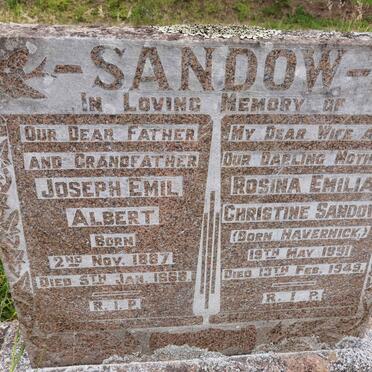 SANDOW
IN LOVING MEMORY OF
OUR DEAR FATHER
AND GRANDFATHER
JOSEPH EMIL
ALBERT
BORN
2ND NOV. 1887
DIED 5TH JAN. 1968
R.I.P.
MY DEAR WIFE &
OUR DARLING MOTH
ROSINA EMILIA
CHRISTINE SANDOW
(BORN HAVERNICK)
19TH MAY 1891
DIED 13TH FEB. 1949
R.I.P.